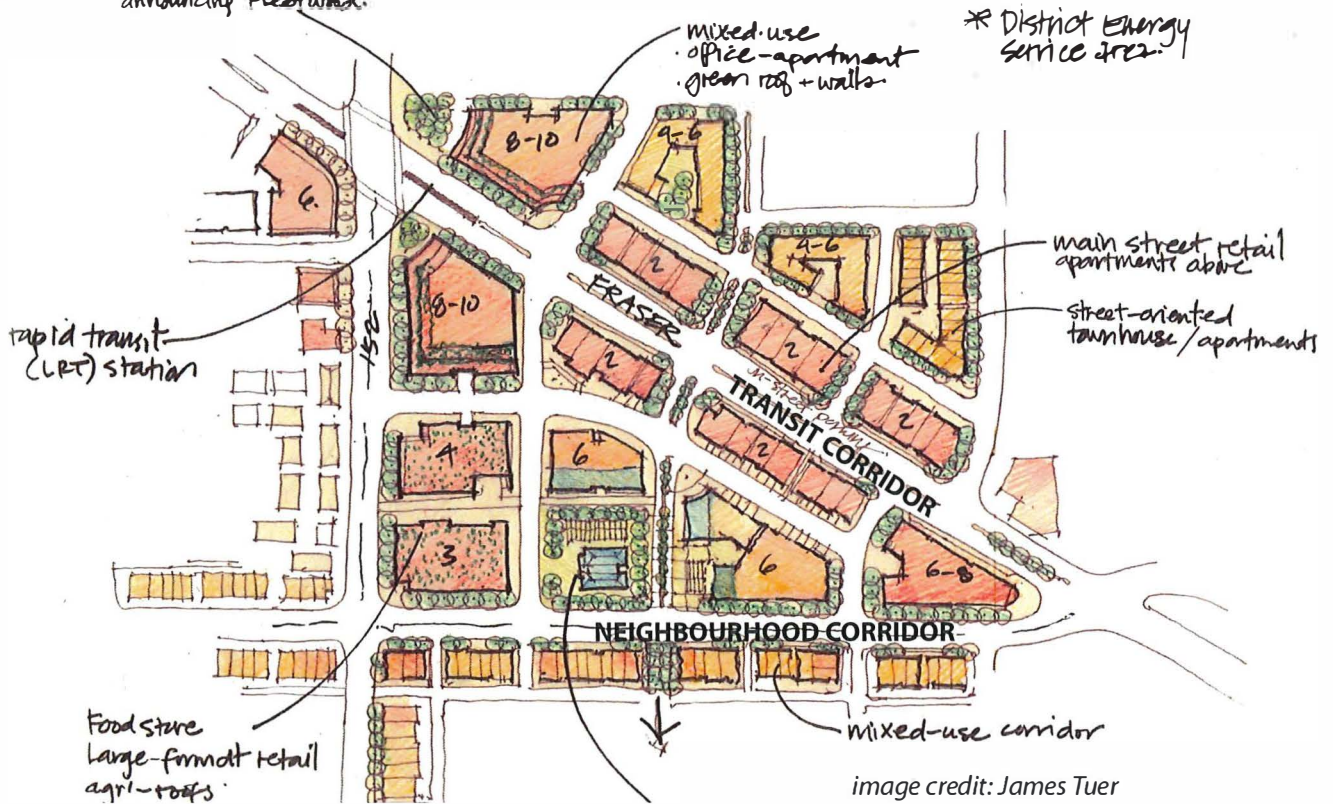 announcing
mixed-use
· office-apartment
· green roof + walls
* District Energy
Service Area.
8-10
4-6
6
2
4-6
main street retail
apartments above
FRASER
8-10
rapid transit
(LRT) station
152
street-oriented
townhouse/apartments
2
2
2
TRANSIT CORRIDOR
2
4
6
3
6
6-8
NEIGHBOURHOOD CORRIDOR
Food store
Large-format retail
agri-roofs
mixed-use corridor
image credit: James Tuer